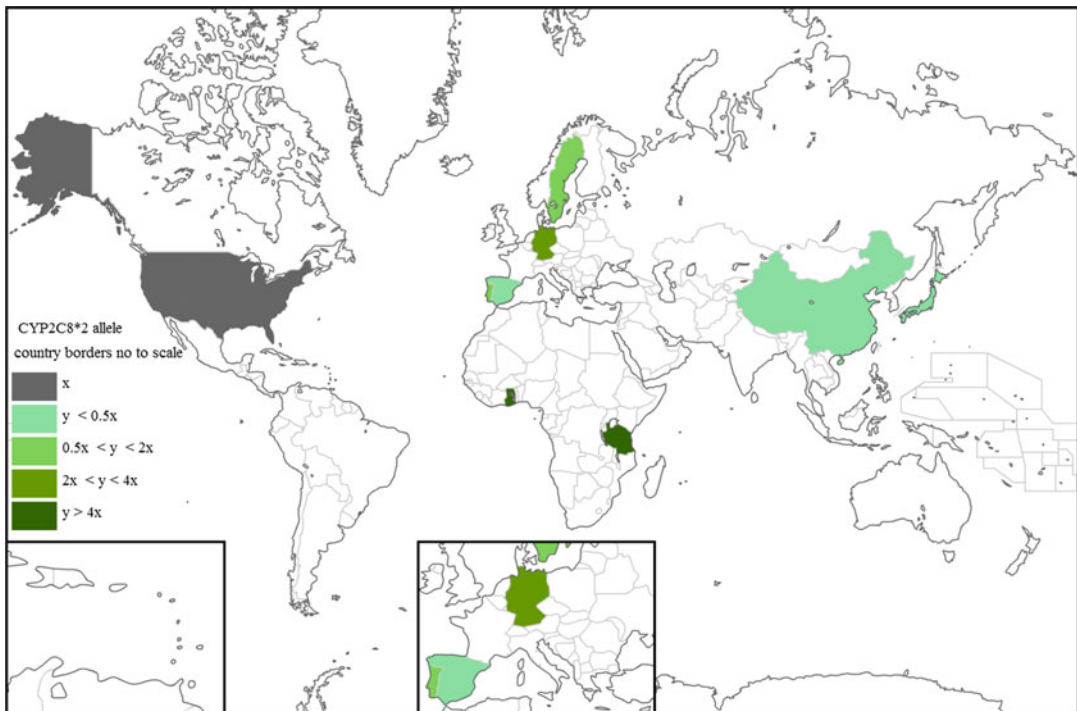 CYP2C8*2 allele
country borders no to scale
x
y < 0.5x
0.5x < y < 2x
2x < y < 4x
y > 4x